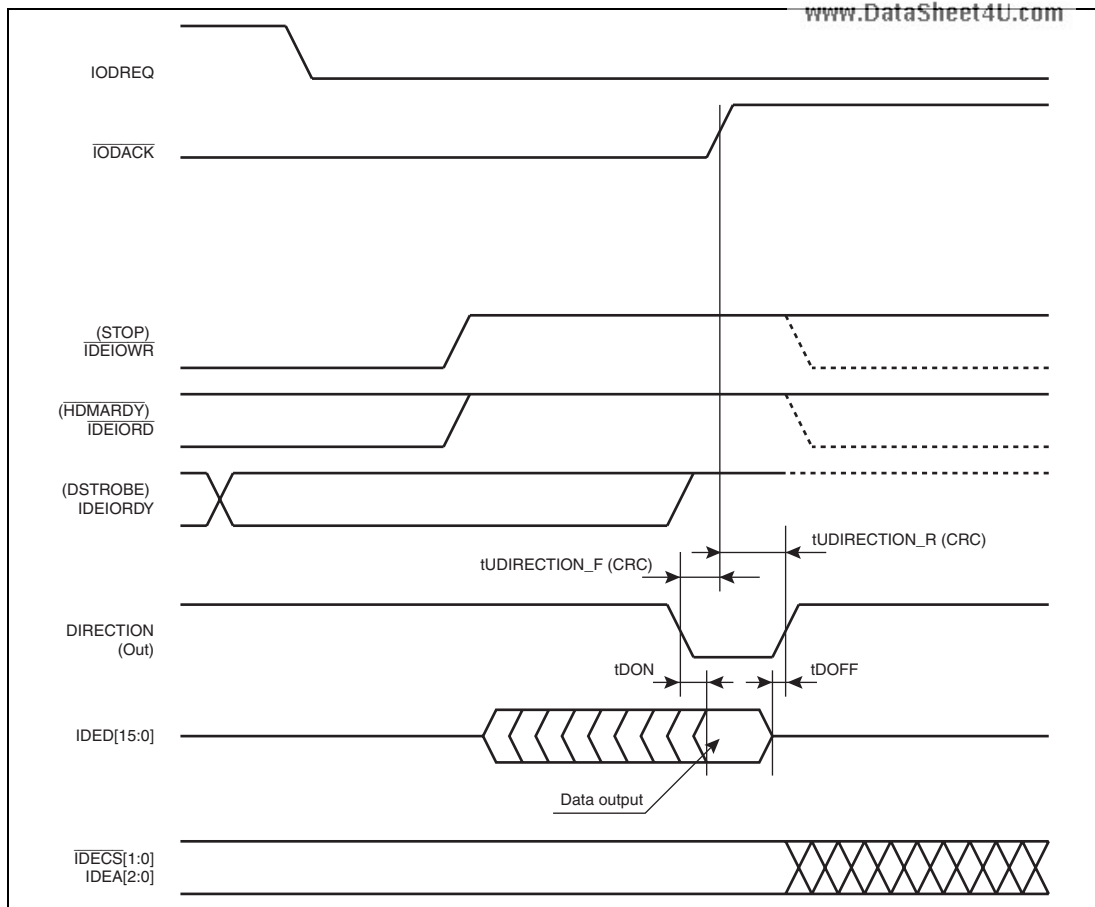 www.DataSheet4U.com
IODREQ
IODACK
(STOP)
IDEIOWR
(HDMARDY)
IDEIORD
(DSTROBE)
IDEIORDY
tUDIRECTION_R (CRC)
tUDIRECTION_F (CRC)
DIRECTION
(Out)
tDON
tDOFF
IDED[15:0]
Data output
IDECS[1:0]
IDEA[2:0]